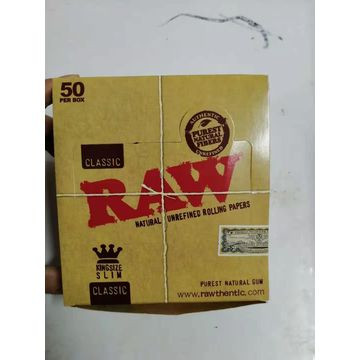 50
PER BOX
AUTHENTIC
PUREST
NATURAL
FIBERS
UNREFINED
CLASSIC
RAW
NATURAL UNREFINED ROLLING PAPERS
KINGSIZE
SLIM
CLASSIC
PUREST NATURAL GUM
www.rawthentic.com